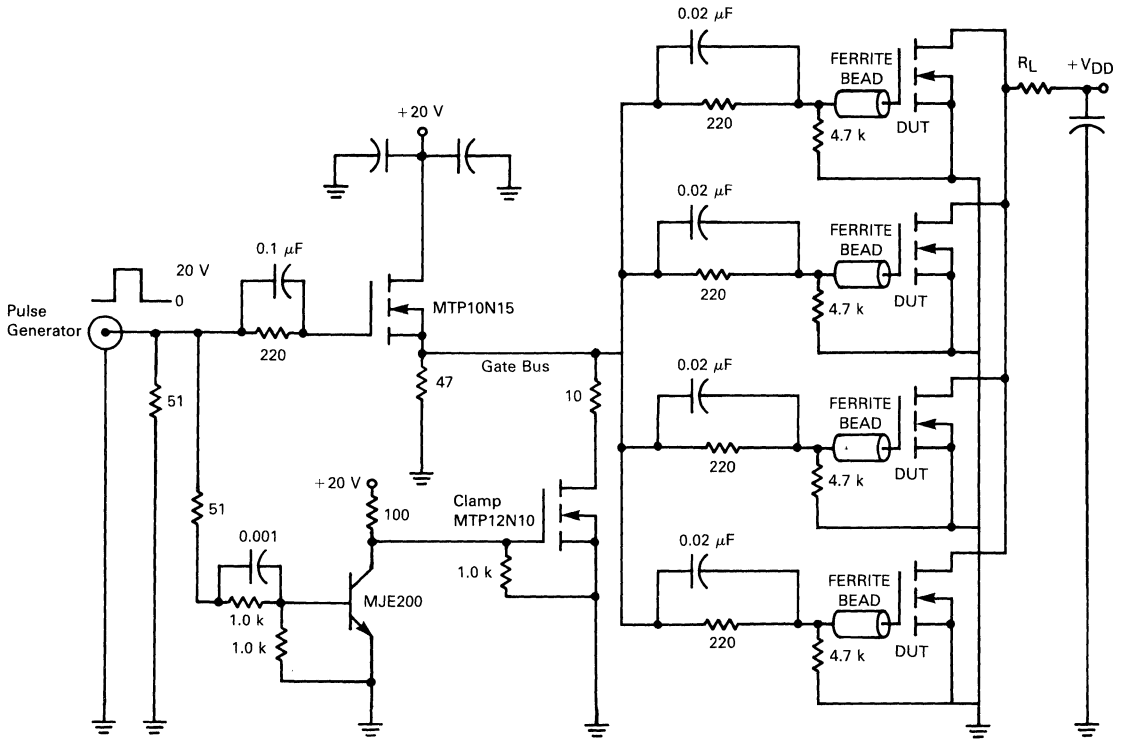 0.02 µF
FERRITE
BEAD
220
4.7 k
DUT
RL
+VDD
+20 V
0.02 µF
FERRITE
BEAD
220
4.7 k
DUT
20 V
0
0.1 µF
Pulse
Generator
220
MTP10N15
Gate Bus
47
10
51
0.02 µF
FERRITE
BEAD
220
4.7 k
DUT
+20 V
100
Clamp
MTP12N10
51
0.001
1.0 k
1.0 k
MJE200
1.0 k
0.02 µF
FERRITE
BEAD
220
4.7 k
DUT